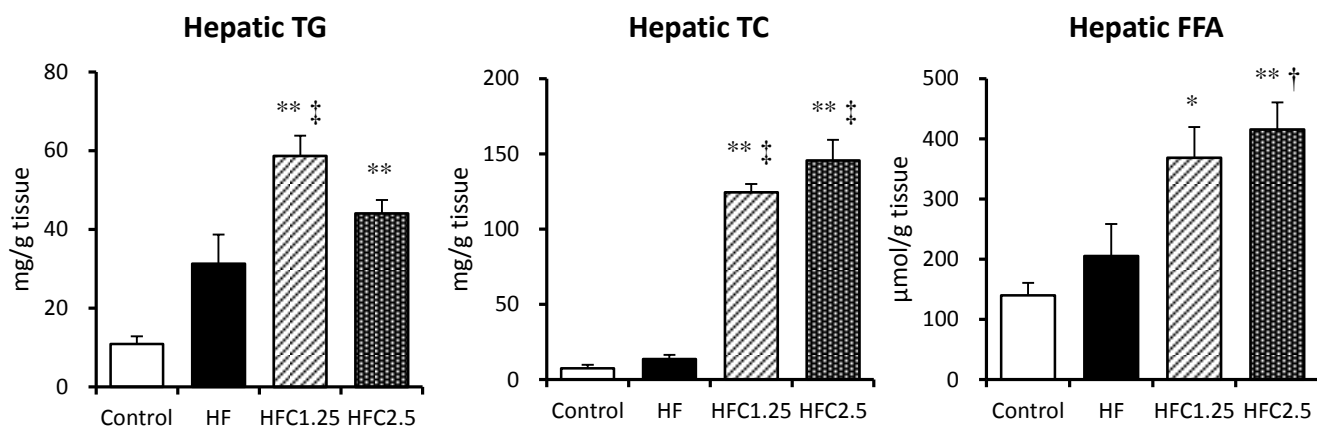 Hepatic TG
mg/g tissue
80
60
40
20
0
** ‡
**
Control HF HFC1.25 HFC2.5
Hepatic TC
mg/g tissue
200
150
100
50
0
** ‡
** ‡
Control HF HFC1.25 HFC2.5
Hepatic FFA
μmol/g tissue
500
400
300
200
100
0
*
** †
Control HF HFC1.25 HFC2.5